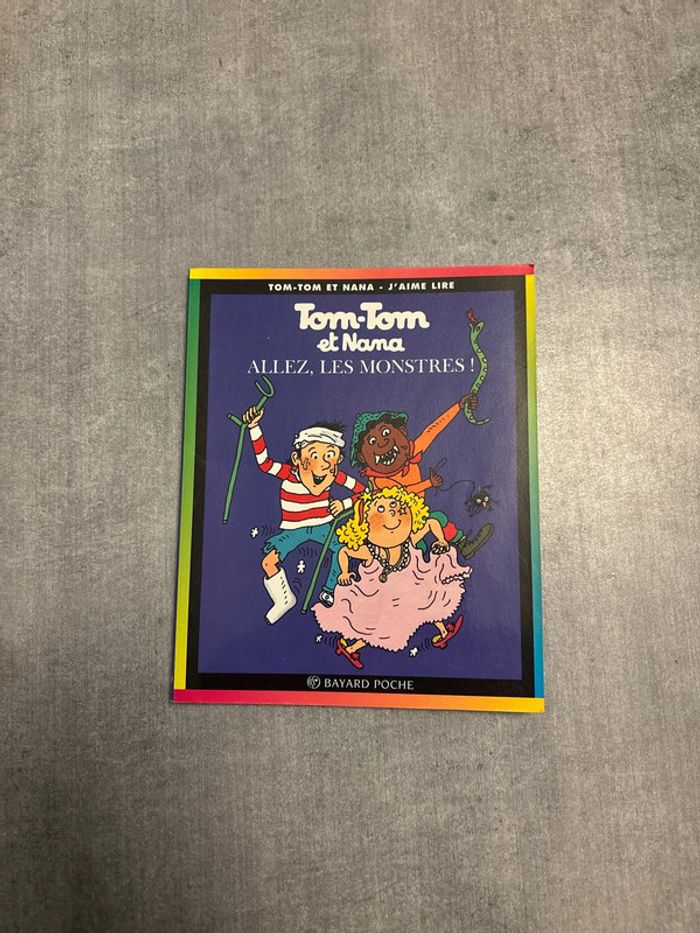 TOM-TOM ET NANA - J'AIME LIRE
Tom-Tom
et Nana
ALLEZ, LES MONSTRES !
BAYARD POCHE